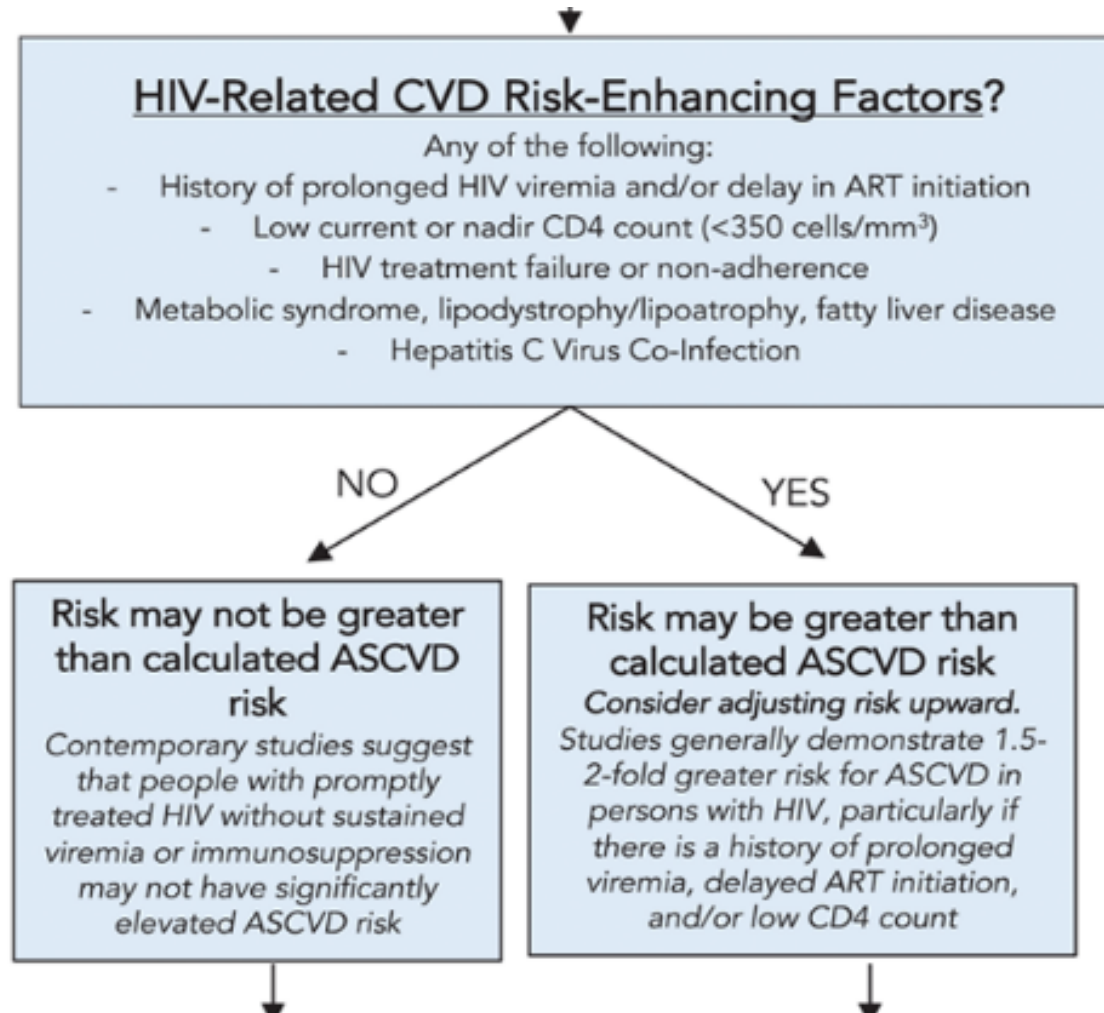 HIV-Related CVD Risk-Enhancing Factors?
Any of the following:
- History of prolonged HIV viremia and/or delay in ART initiation
- Low current or nadir CD4 count (<350 cells/mm³)
- HIV treatment failure or non-adherence
- Metabolic syndrome, lipodystrophy/lipoatrophy, fatty liver disease
- Hepatitis C Virus Co-Infection
NO
YES
Risk may not be greater
than calculated ASCVD
risk
Contemporary studies suggest
that people with promptly
treated HIV without sustained
viremia or immunosuppression
may not have significantly
elevated ASCVD risk
Risk may be greater than
calculated ASCVD risk
Consider adjusting risk upward.
Studies generally demonstrate 1.5-
2-fold greater risk for ASCVD in
persons with HIV, particularly if
there is a history of prolonged
viremia, delayed ART initiation,
and/or low CD4 count